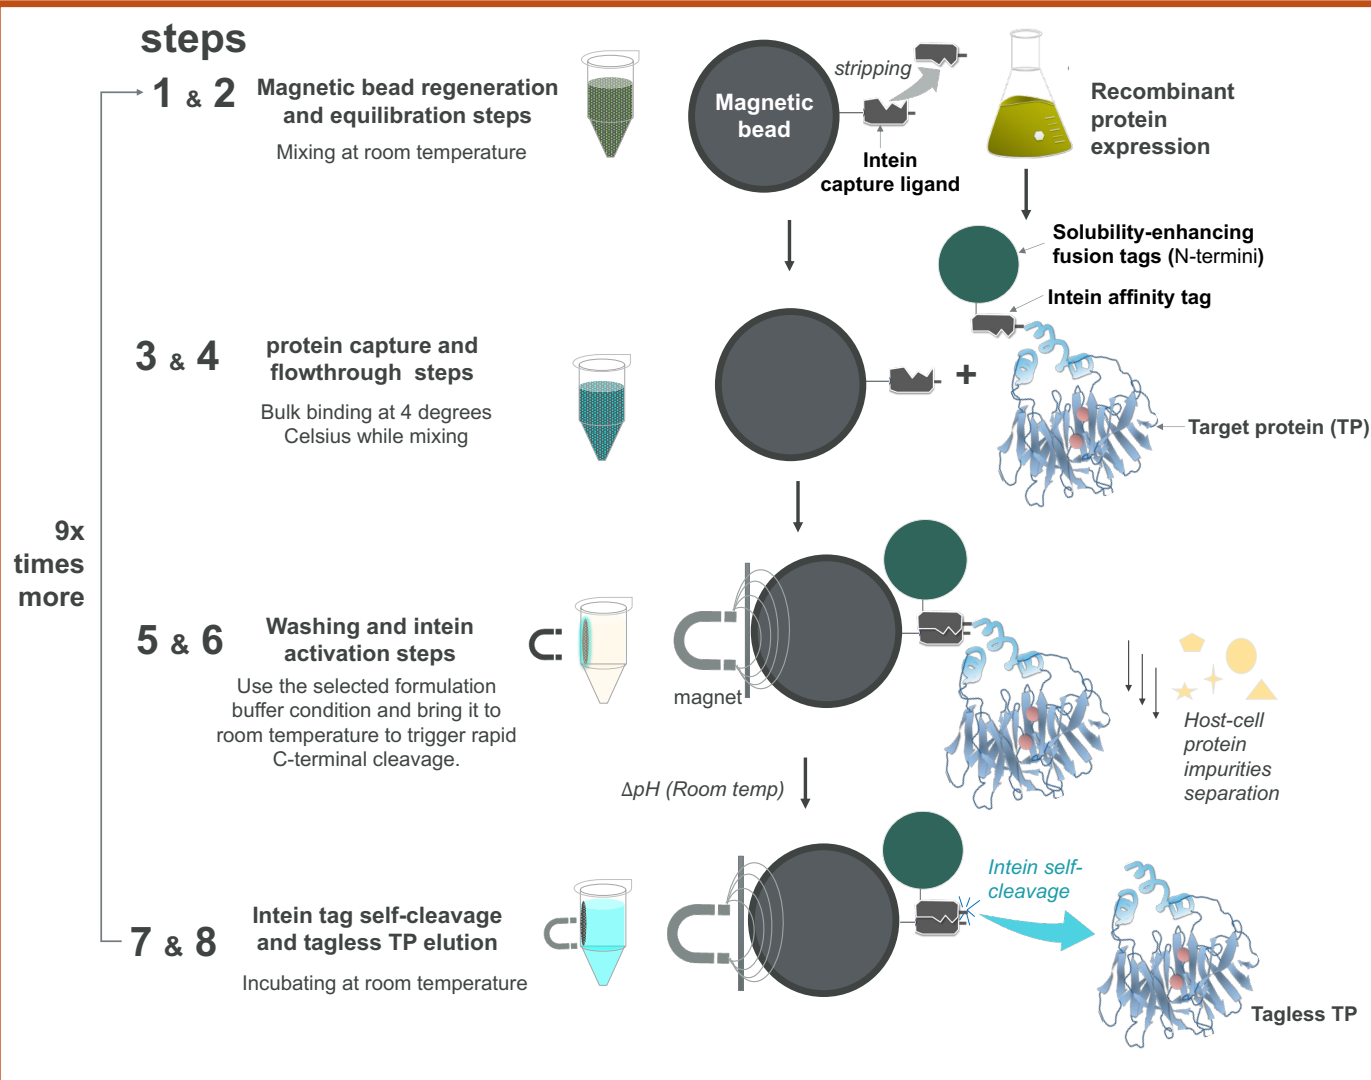 steps
1 & 2
Magnetic bead regeneration
and equilibration steps
Mixing at room temperature
Magnetic
bead
stripping
Intein
capture ligand
Recombinant
protein
expression
Solubility-enhancing
fusion tags (N-termini)
Intein affinity tag
3 & 4
protein capture and
flowthrough steps
Bulk binding at 4 degrees
Celsius while mixing
+
Target protein (TP)
9x
times
more
5 & 6
Washing and intein
activation steps
Use the selected formulation
buffer condition and bring it to
room temperature to trigger rapid
C-terminal cleavage.
magnet
Host-cell
protein
impurities
separation
ΔpH (Room temp)
7 & 8
Intein tag self-cleavage
and tagless TP elution
Incubating at room temperature
Intein self-
cleavage
Tagless TP